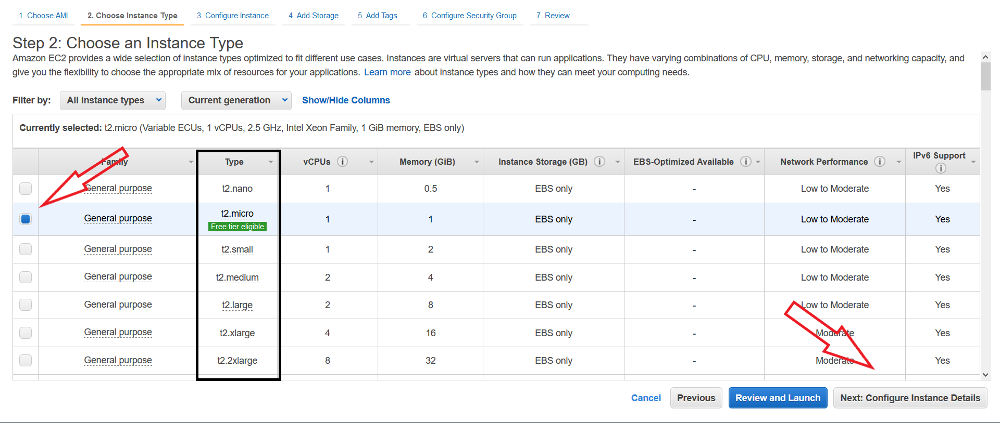 1. Choose AMI 2. Choose Instance Type 3. Configure Instance 4. Add Storage 5. Add Tags 6. Configure Security Group 7. Review
Step 2: Choose an Instance Type
Amazon EC2 provides a wide selection of instance types optimized to fit different use cases. Instances are virtual servers that can run applications. They have varying combinations of CPU, memory, storage, and networking capacity, and
give you the flexibility to choose the appropriate mix of resources for your applications. Learn more about instance types and how they can meet your computing needs.
Filter by: All instance types Current generation Show/Hide Columns
Currently selected: t2.micro (Variable ECUs, 1 vCPUs, 2.5 GHz, Intel Xeon Family, 1 GiB memory, EBS only)
Family Type vCPUs Memory (GiB) Instance Storage (GB) EBS-Optimized Available Network Performance IPv6 Support
General purpose t2.nano 1 0.5 EBS only - Low to Moderate Yes
General purpose t2.micro 1 1 EBS only - Low to Moderate Yes
Free tier eligible
General purpose t2.small 1 2 EBS only - Low to Moderate Yes
General purpose t2.medium 2 4 EBS only - Low to Moderate Yes
General purpose t2.large 2 8 EBS only - Low to Moderate Yes
General purpose t2.xlarge 4 16 EBS only - Moderate Yes
General purpose t2.2xlarge 8 32 EBS only - Moderate Yes
Cancel Previous Review and Launch Next: Configure Instance Details